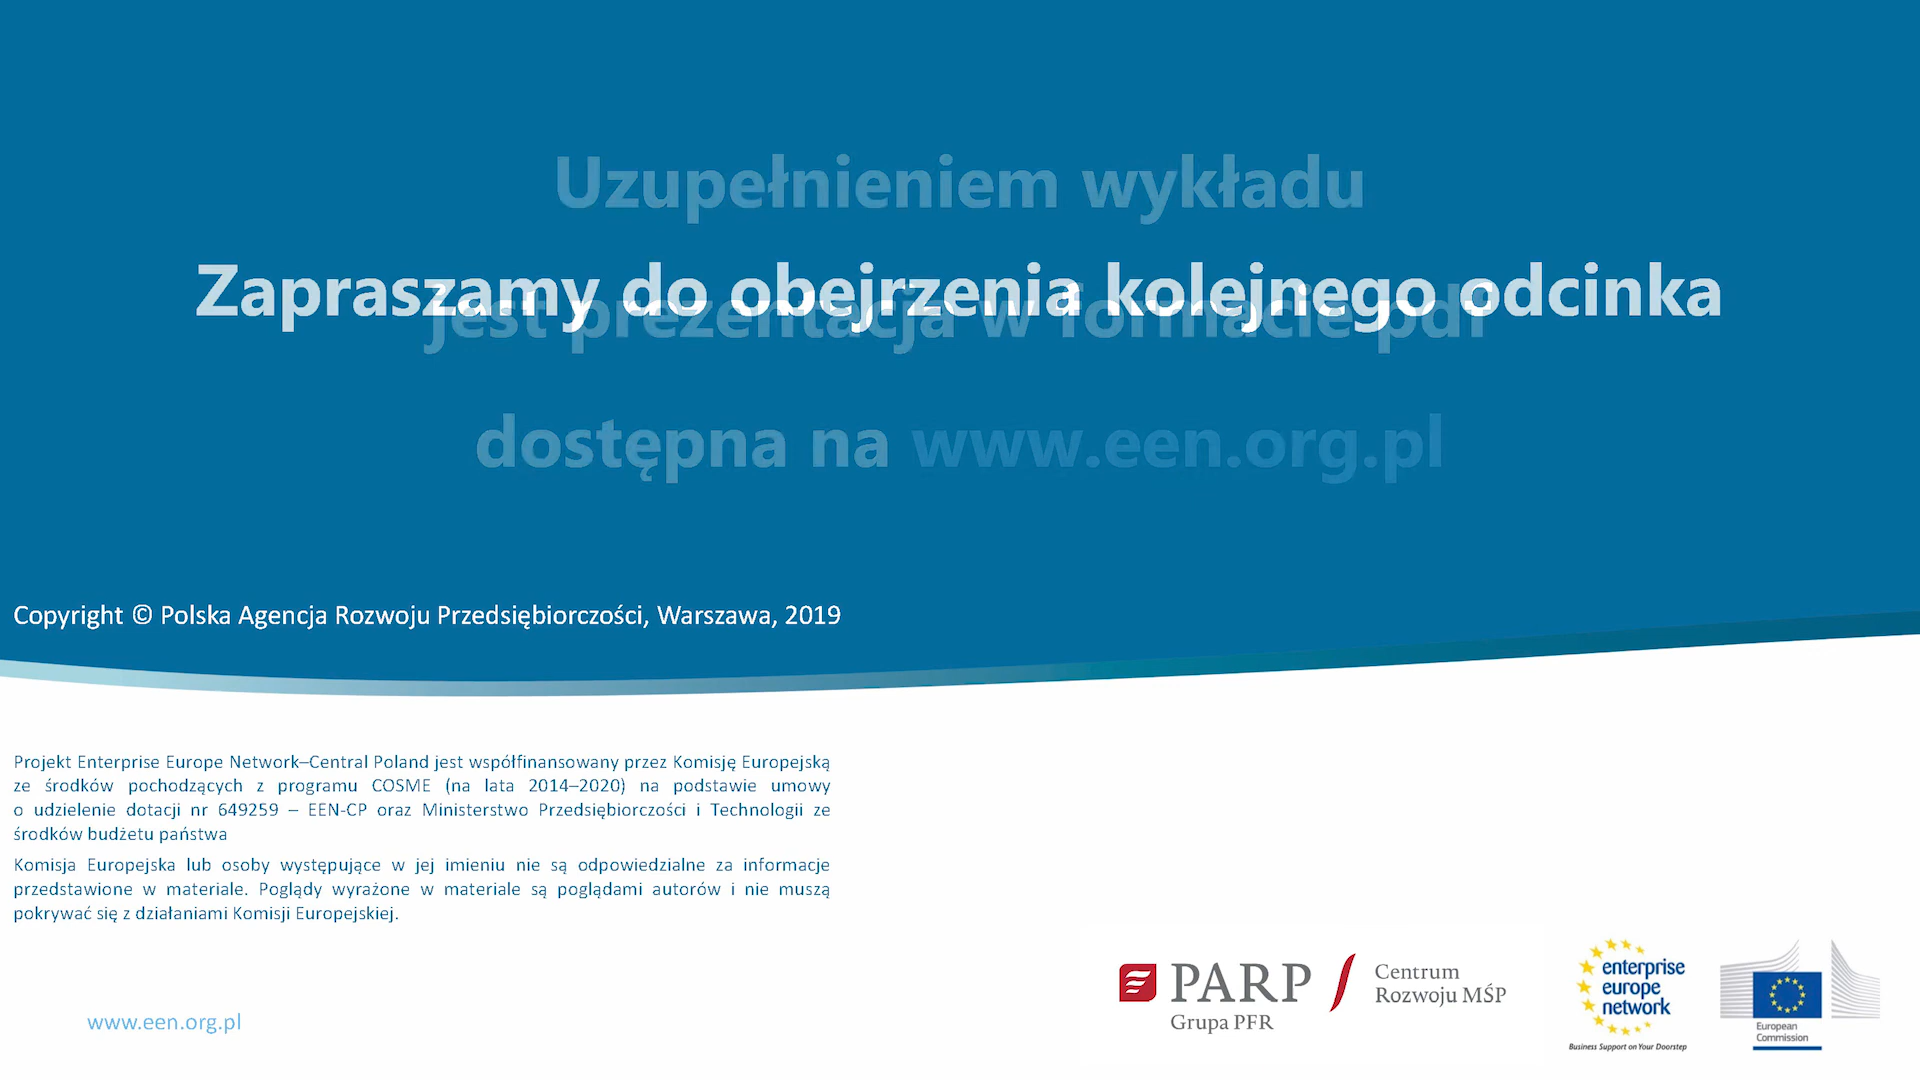 Uzupełnieniem wykładu
Zapraszamy do obejrzenia kolejnego odcinka
jest prezentacja w formacie pdf
dostępna na www.een.org.pl
Copyright © Polska Agencja Rozwoju Przedsiębiorczości, Warszawa, 2019
Projekt Enterprise Europe Network–Central Poland jest współfinansowany przez Komisję Europejską
ze środków pochodzących z programu COSME (na lata 2014–2020) na podstawie umowy
o udzielenie dotacji nr 649259 – EEN-CP oraz Ministerstwo Przedsiębiorczości i Technologii ze
środków budżetu państwa
Komisja Europejska lub osoby występujące w jej imieniu nie są odpowiedzialne za informacje
przedstawione w materiale. Poglądy wyrażone w materiale są poglądami autorów i nie muszą
pokrywać się z działaniami Komisji Europejskiej.
www.een.org.pl
PARP
Grupa PFR
Centrum
Rozwoju MŚP
enterprise
europe
network
Business Support on Your Doorstep
European
Commission